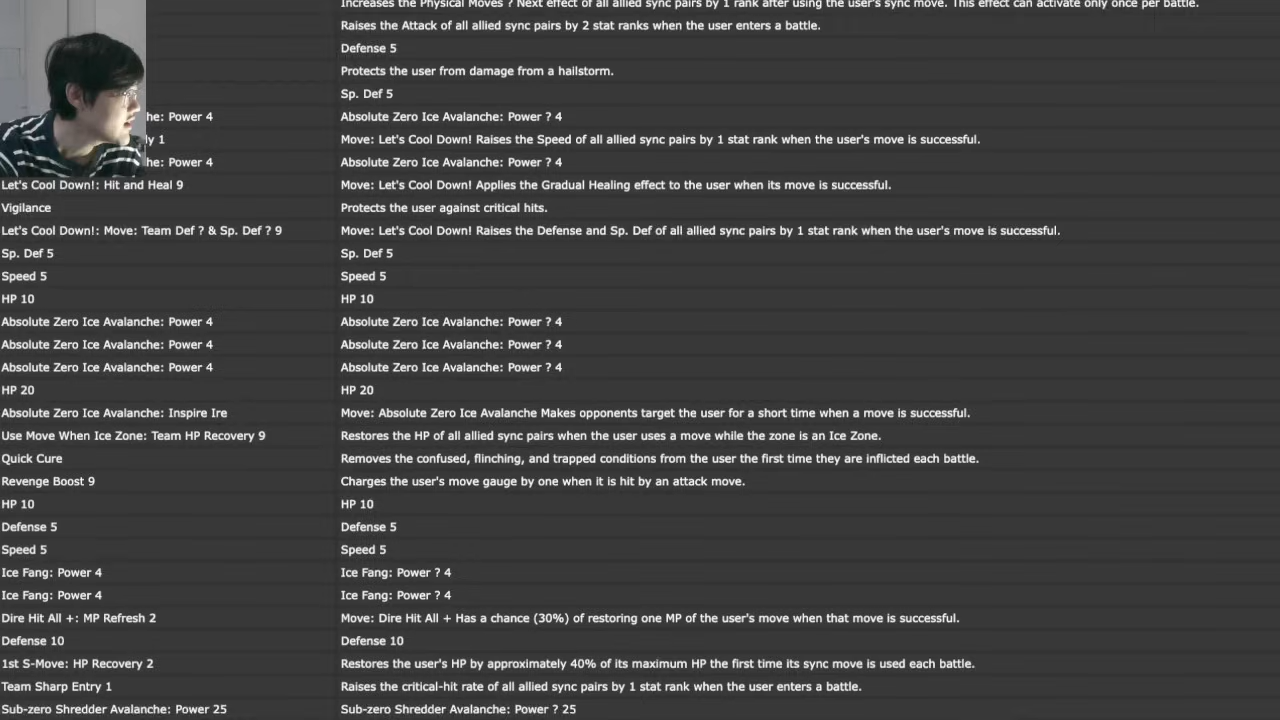 Increases the Physical Moves ? Next effect of all allied sync pairs by 1 rank after using the user's sync move. This effect can activate only once per battle.
Raises the Attack of all allied sync pairs by 2 stat ranks when the user enters a battle.
Defense 5
Protects the user from damage from a hailstorm.
Sp. Def 5
he: Power 4 Absolute Zero Ice Avalanche: Power ? 4
y 1 Move: Let's Cool Down! Raises the Speed of all allied sync pairs by 1 stat rank when the user's move is successful.
he: Power 4 Absolute Zero Ice Avalanche: Power ? 4
Let's Cool Down!: Hit and Heal 9 Move: Let's Cool Down! Applies the Gradual Healing effect to the user when its move is successful.
Vigilance Protects the user against critical hits.
Let's Cool Down!: Move: Team Def ? & Sp. Def ? 9 Move: Let's Cool Down! Raises the Defense and Sp. Def of all allied sync pairs by 1 stat rank when the user's move is successful.
Sp. Def 5 Sp. Def 5
Speed 5 Speed 5
HP 10 HP 10
Absolute Zero Ice Avalanche: Power 4 Absolute Zero Ice Avalanche: Power ? 4
Absolute Zero Ice Avalanche: Power 4 Absolute Zero Ice Avalanche: Power ? 4
Absolute Zero Ice Avalanche: Power 4 Absolute Zero Ice Avalanche: Power ? 4
HP 20 HP 20
Absolute Zero Ice Avalanche: Inspire Ire Move: Absolute Zero Ice Avalanche Makes opponents target the user for a short time when a move is successful.
Use Move When Ice Zone: Team HP Recovery 9 Restores the HP of all allied sync pairs when the user uses a move while the zone is an Ice Zone.
Quick Cure Removes the confused, flinching, and trapped conditions from the user the first time they are inflicted each battle.
Revenge Boost 9 Charges the user's move gauge by one when it is hit by an attack move.
HP 10 HP 10
Defense 5 Defense 5
Speed 5 Speed 5
Ice Fang: Power 4 Ice Fang: Power ? 4
Ice Fang: Power 4 Ice Fang: Power ? 4
Dire Hit All +: MP Refresh 2 Move: Dire Hit All + Has a chance (30%) of restoring one MP of the user's move when that move is successful.
Defense 10 Defense 10
1st S-Move: HP Recovery 2 Restores the user's HP by approximately 40% of its maximum HP the first time its sync move is used each battle.
Team Sharp Entry 1 Raises the critical-hit rate of all allied sync pairs by 1 stat rank when the user enters a battle.
Sub-zero Shredder Avalanche: Power 25 Sub-zero Shredder Avalanche: Power ? 25